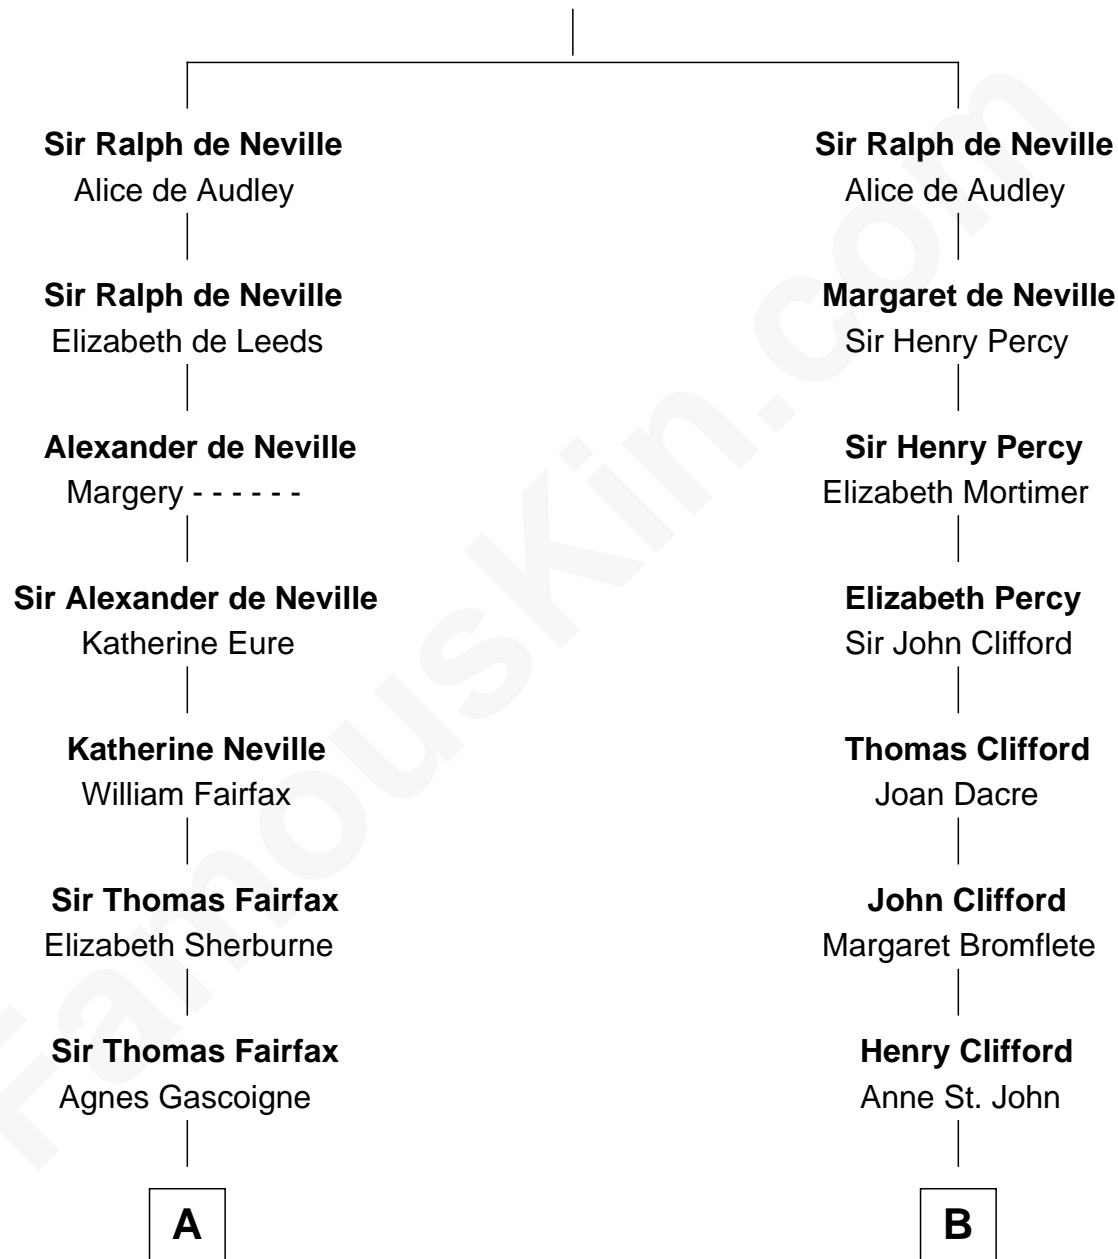 Sir Ralph de Neville
Alice de Audley
Sir Ralph de Neville
Elizabeth de Leeds
Alexander de Neville
Margery - - - - - -
Sir Alexander de Neville
Katherine Eure
Katherine Neville
William Fairfax
Sir Thomas Fairfax
Elizabeth Sherburne
Sir Thomas Fairfax
Agnes Gascoigne
A
Sir Ralph de Neville
Alice de Audley
Margaret de Neville
Sir Henry Percy
Sir Henry Percy
Elizabeth Mortimer
Elizabeth Percy
Sir John Clifford
Thomas Clifford
Joan Dacre
John Clifford
Margaret Bromflete
Henry Clifford
Anne St. John
B
FamousKin.com